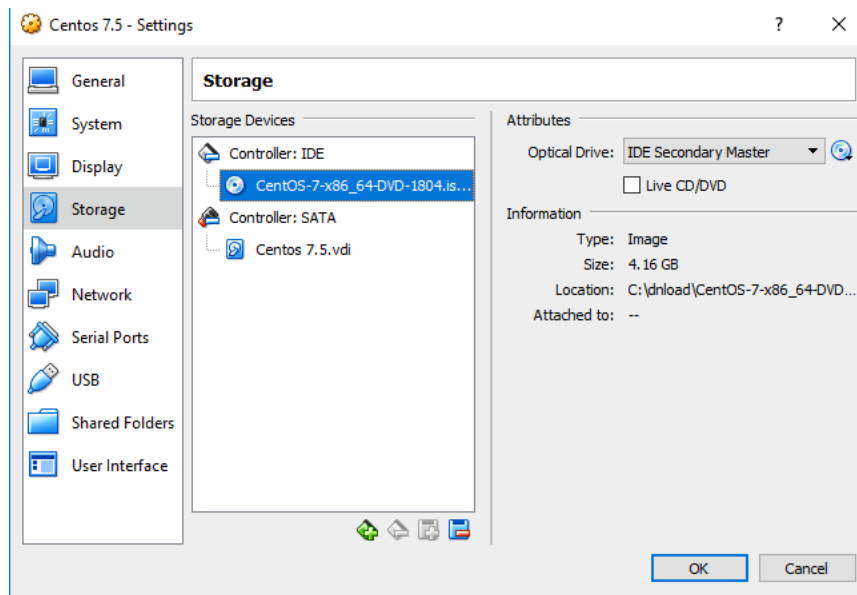 Centos 7.5 - Settings
?
General
System
Display
Storage
Audio
Network
Serial Ports
USB
Shared Folders
User Interface
Storage
Storage Devices
Controller: IDE
CentOS-7-x86_64-DVD-1804.is...
Controller: SATA
Centos 7.5.vdi
Attributes
Optical Drive: IDE Secondary Master
Live CD/DVD
Information
Type: Image
Size: 4.16 GB
Location: C:\dnload\CentOS-7-x86_64-DVD...
Attached to: --
OK Cancel